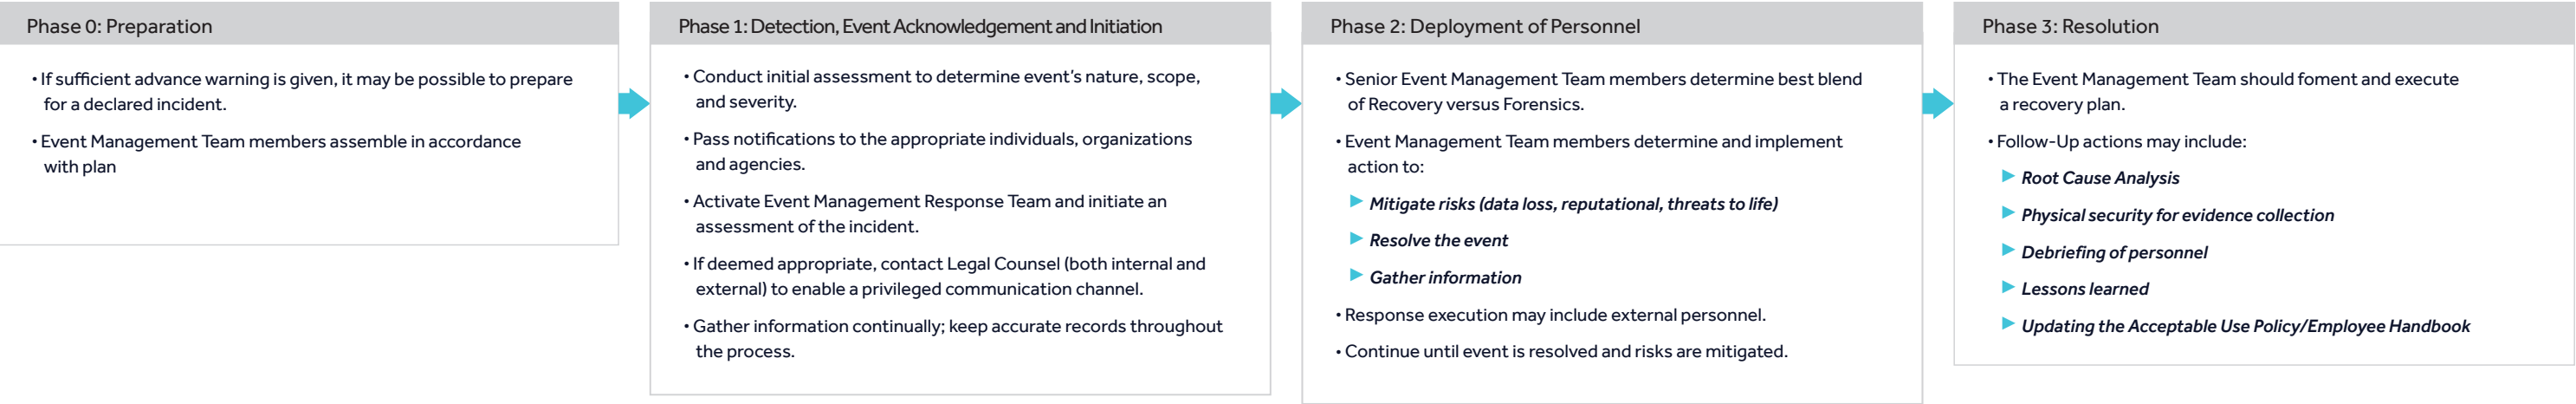 Phase 0: Preparation
• If sufficient advance warning is given, it may be possible to prepare
for a declared incident.
• Event Management Team members assemble in accordance
with plan
Phase 1: Detection, Event Acknowledgement and Initiation
• Conduct initial assessment to determine event's nature, scope,
and severity.
• Pass notifications to the appropriate individuals, organizations
and agencies.
• Activate Event Management Response Team and initiate an
assessment of the incident.
• If deemed appropriate, contact Legal Counsel (both internal and
external) to enable a privileged communication channel.
• Gather information continually; keep accurate records throughout
the process.
Phase 2: Deployment of Personnel
• Senior Event Management Team members determine best blend
of Recovery versus Forensics.
• Event Management Team members determine and implement
action to:
▶ Mitigate risks (data loss, reputational, threats to life)
▶ Resolve the event
▶ Gather information
• Response execution may include external personnel.
• Continue until event is resolved and risks are mitigated.
Phase 3: Resolution
• The Event Management Team should foment and execute
a recovery plan.
• Follow-Up actions may include:
▶ Root Cause Analysis
▶ Physical security for evidence collection
▶ Debriefing of personnel
▶ Lessons learned
▶ Updating the Acceptable Use Policy/Employee Handbook